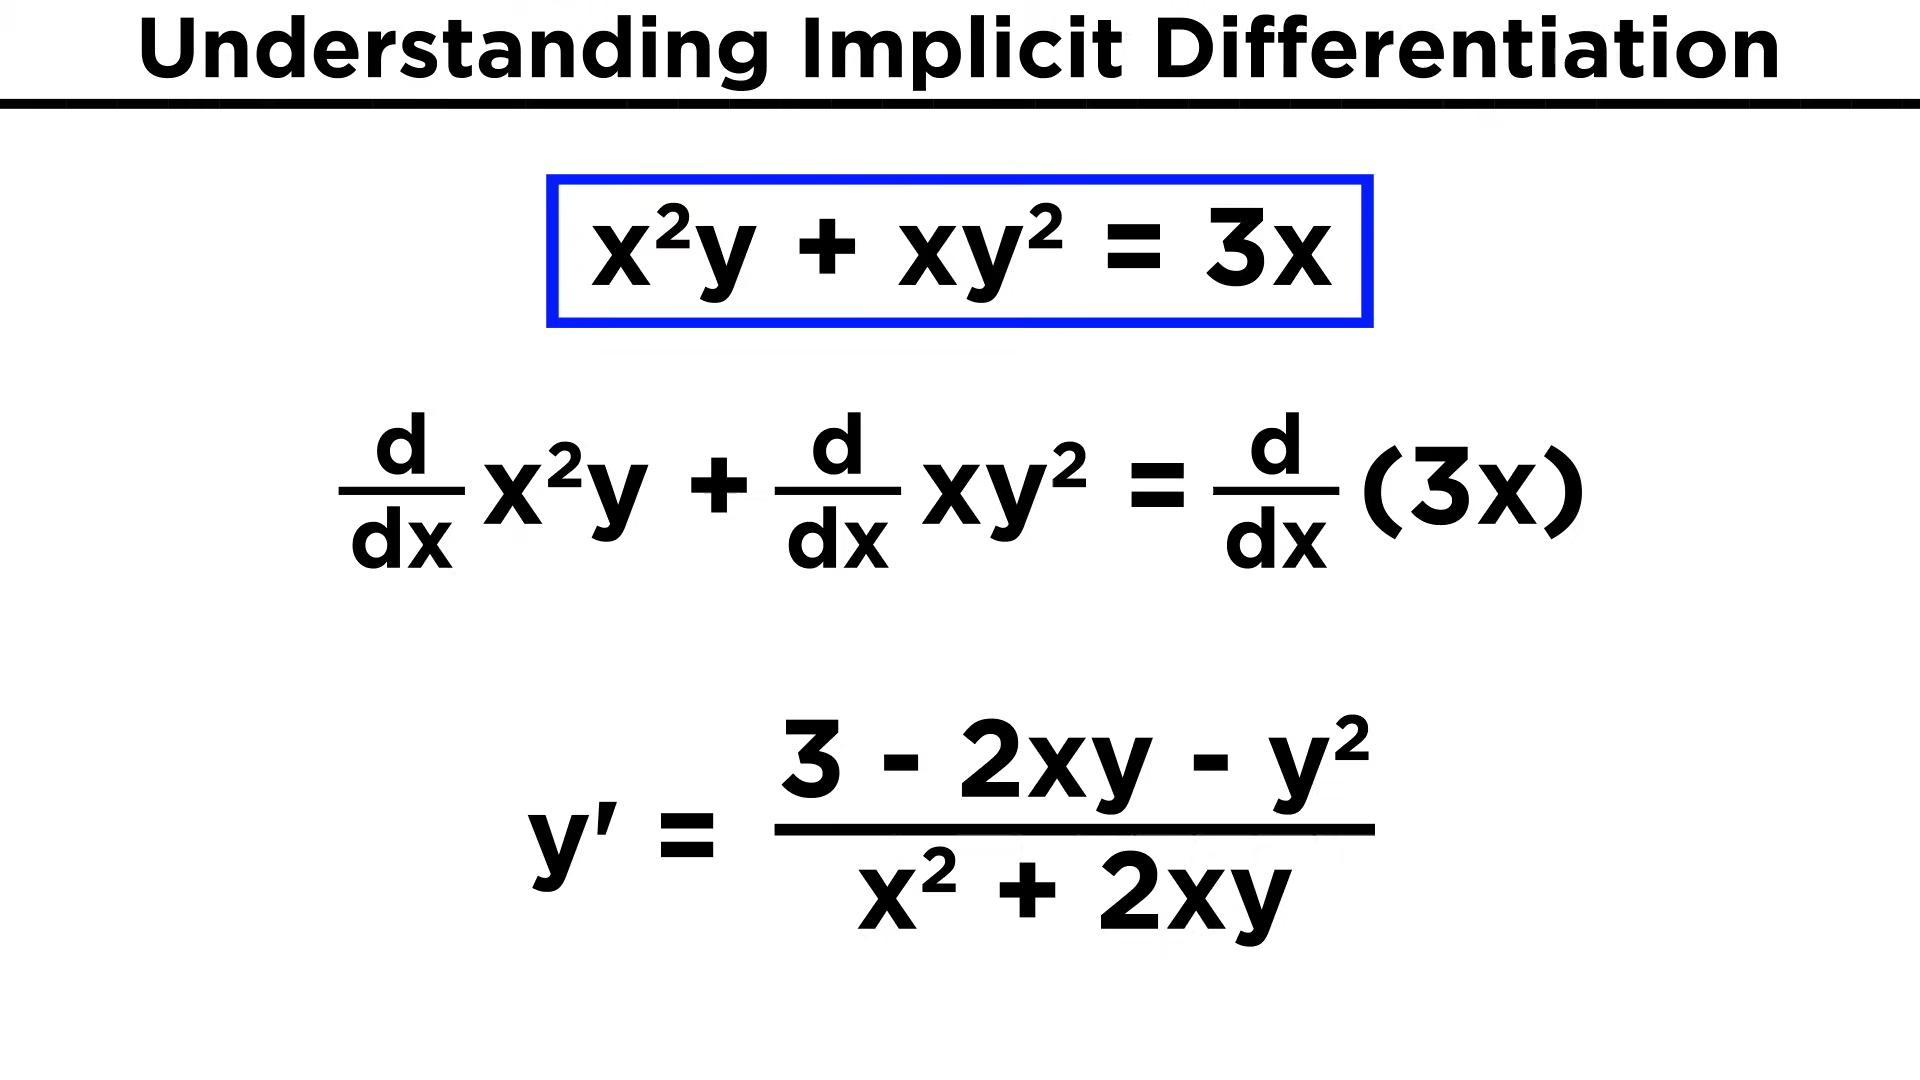 Understanding Implicit Differentiation
x²y + xy² = 3x
d/dx x²y + d/dx xy² = d/dx (3x)
y' = (3 - 2xy - y²)/(x² + 2xy)